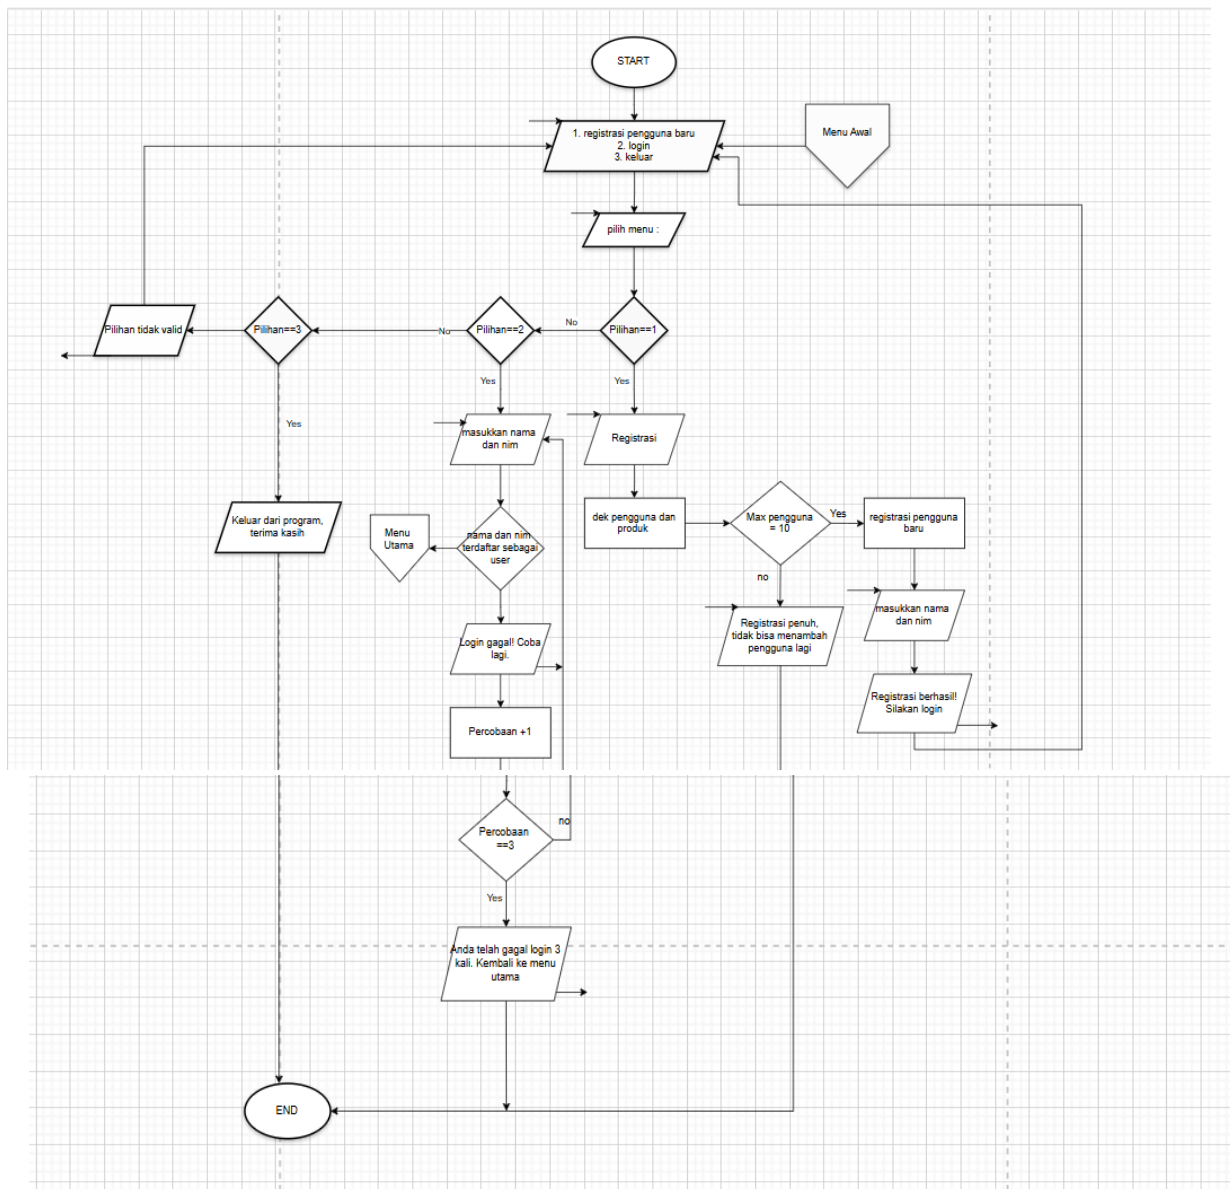 START
1. registrasi pengguna baru
2. login
3. keluar
Menu Awal
pilih menu :
Pilihan tidak valid
Pilihan==3
No
Pilihan==2
No
Pilihan==1
Yes
Yes
Yes
masukkan nama
dan nim
Registrasi
Keluar dari program,
terima kasih
Menu
Utama
nama dan nim
terdaftar sebagai
user
dek pengguna dan
produk
Max pengguna
= 10
Yes
registrasi pengguna
baru
no
Login gagal! Coba
lagi.
Registrasi penuh,
tidak bisa menambah
pengguna lagi
masukkan nama
dan nim
Registrasi berhasil!
Silakan login
Percobaan +1
Percobaan
==3
no
Yes
Anda telah gagal login 3
kali. Kembali ke menu
utama
END